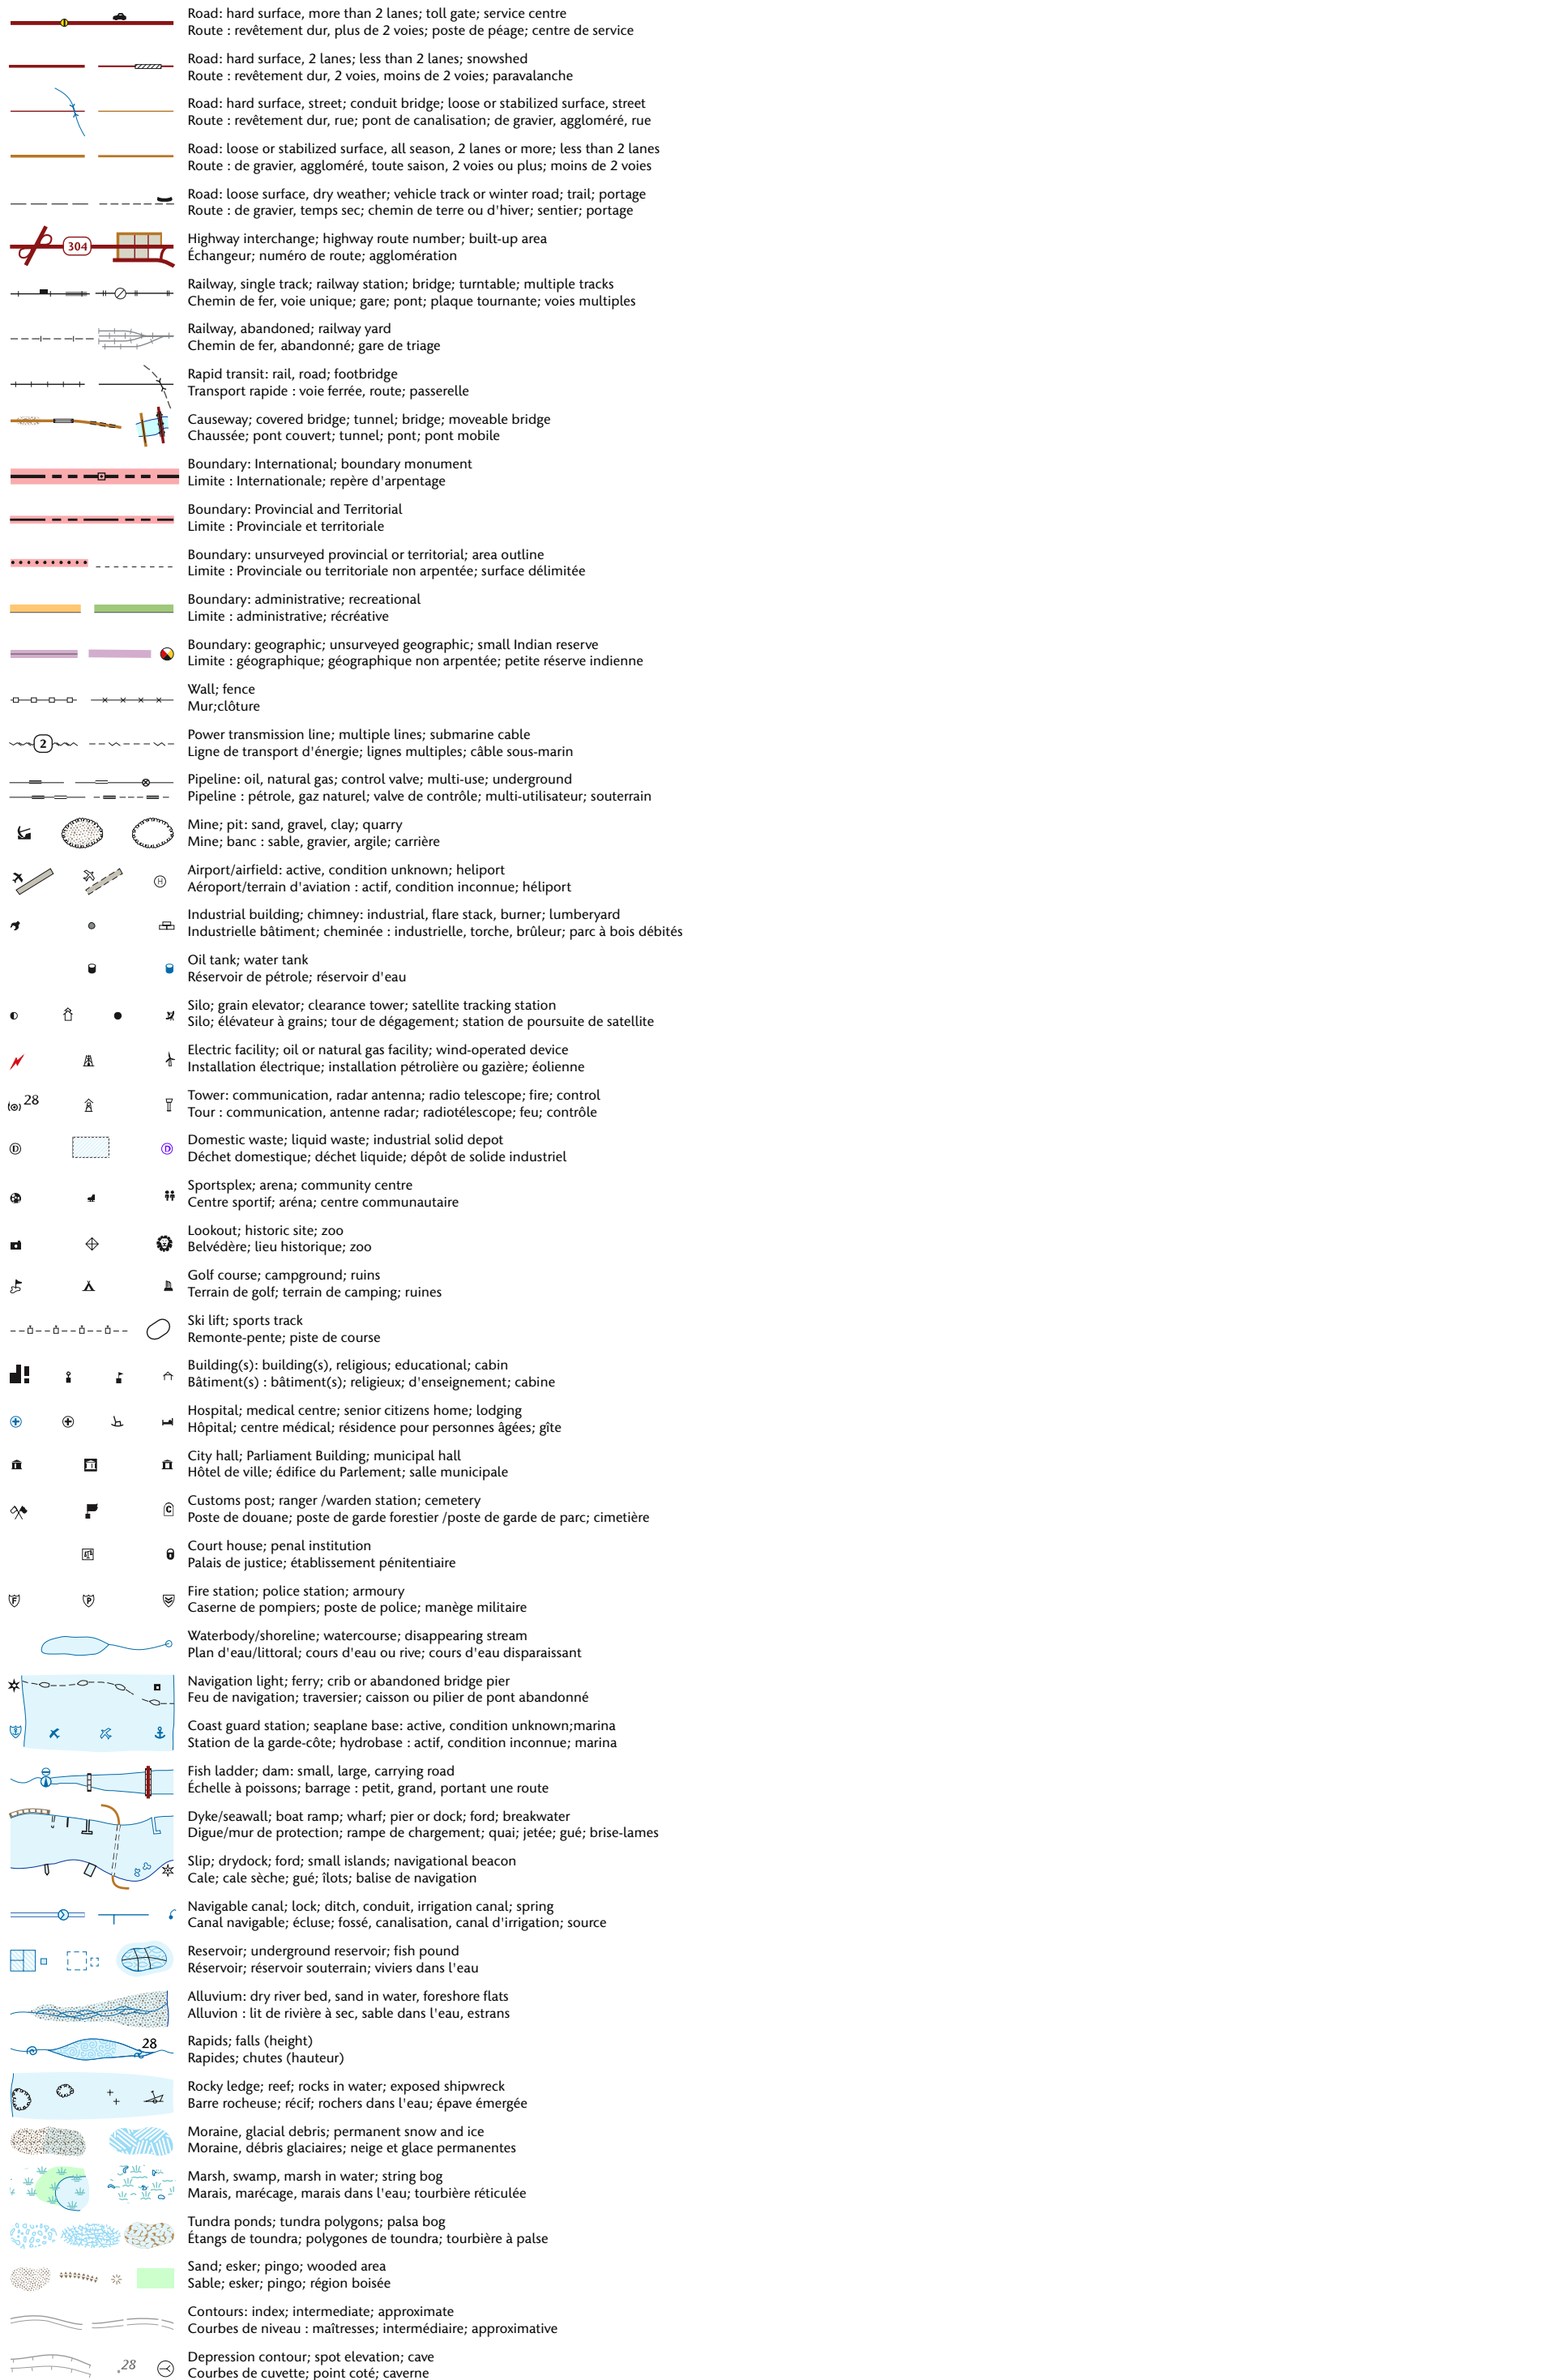 Road: hard surface, more than 2 lanes; toll gate; service centre
Route : revêtement dur, plus de 2 voies; poste de péage; centre de service
Road: hard surface, 2 lanes; less than 2 lanes; snowshed
Route : revêtement dur, 2 voies, moins de 2 voies; paravalanche
Road: hard surface, street; conduit bridge; loose or stabilized surface, street
Route : revêtement dur, rue; pont de canalisation; de gravier, aggloméré, rue
Road: loose or stabilized surface, all season, 2 lanes or more; less than 2 lanes
Route : de gravier, aggloméré, toute saison, 2 voies ou plus; moins de 2 voies
Road: loose surface, dry weather; vehicle track or winter road; trail; portage
Route : de gravier, temps sec; chemin de terre ou d'hiver; sentier; portage
304
Highway interchange; highway route number; built-up area
Échangeur; numéro de route; agglomération
Railway, single track; railway station; bridge; turntable; multiple tracks
Chemin de fer, voie unique; gare; pont; plaque tournante; voies multiples
Railway, abandoned; railway yard
Chemin de fer, abandonné; gare de triage
Rapid transit: rail, road; footbridge
Transport rapide : voie ferrée, route; passerelle
Causeway; covered bridge; tunnel; bridge; moveable bridge
Chaussée; pont couvert; tunnel; pont; pont mobile
Boundary: International; boundary monument
Limite : Internationale; repère d'arpentage
Boundary: Provincial and Territorial
Limite : Provinciale et territoriale
Boundary: unsurveyed provincial or territorial; area outline
Limite : Provinciale ou territoriale non arpentée; surface délimitée
Boundary: administrative; recreational
Limite : administrative; récréative
Boundary: geographic; unsurveyed geographic; small Indian reserve
Limite : géographique; géographique non arpentée; petite réserve indienne
Wall; fence
Mur;clôture
2
Power transmission line; multiple lines; submarine cable
Ligne de transport d'énergie; lignes multiples; câble sous-marin
Pipeline: oil, natural gas; control valve; multi-use; underground
Pipeline : pétrole, gaz naturel; valve de contrôle; multi-utilisateur; souterrain
Mine; pit: sand, gravel, clay; quarry
Mine; banc : sable, gravier, argile; carrière
H
Airport/airfield: active, condition unknown; heliport
Aéroport/terrain d'aviation : actif, condition inconnue; héliport
Industrial building; chimney: industrial, flare stack, burner; lumberyard
Industrielle bâtiment; cheminée : industrielle, torche, brûleur; parc à bois débités
Oil tank; water tank
Réservoir de pétrole; réservoir d'eau
Silo; grain elevator; clearance tower; satellite tracking station
Silo; élévateur à grains; tour de dégagement; station de poursuite de satellite
Electric facility; oil or natural gas facility; wind-operated device
Installation électrique; installation pétrolière ou gazière; éolienne
28
Tower: communication, radar antenna; radio telescope; fire; control
Tour : communication, antenne radar; radiotélescope; feu; contrôle
D D
Domestic waste; liquid waste; industrial solid depot
Déchet domestique; déchet liquide; dépôt de solide industriel
Sportsplex; arena; community centre
Centre sportif; aréna; centre communautaire
Lookout; historic site; zoo
Belvédère; lieu historique; zoo
Golf course; campground; ruins
Terrain de golf; terrain de camping; ruines
Ski lift; sports track
Remonte-pente; piste de course
Building(s): building(s), religious; educational; cabin
Bâtiment(s) : bâtiment(s); religieux; d'enseignement; cabine
Hospital; medical centre; senior citizens home; lodging
Hôpital; centre médical; résidence pour personnes âgées; gîte
City hall; Parliament Building; municipal hall
Hôtel de ville; édifice du Parlement; salle municipale
C
Customs post; ranger /warden station; cemetery
Poste de douane; poste de garde forestier /poste de garde de parc; cimetière
Court house; penal institution
Palais de justice; établissement pénitentiaire
F P
Fire station; police station; armoury
Caserne de pompiers; poste de police; manège militaire
Waterbody/shoreline; watercourse; disappearing stream
Plan d'eau/littoral; cours d'eau ou rive; cours d'eau disparaissant
Navigation light; ferry; crib or abandoned bridge pier
Feu de navigation; traversier; caisson ou pilier de pont abandonné
Coast guard station; seaplane base: active, condition unknown;marina
Station de la garde-côte; hydrobase : actif, condition inconnue; marina
Fish ladder; dam: small, large, carrying road
Échelle à poissons; barrage : petit, grand, portant une route
Dyke/seawall; boat ramp; wharf; pier or dock; ford; breakwater
Digue/mur de protection; rampe de chargement; quai; jetée; gué; brise-lames
Slip; drydock; ford; small islands; navigational beacon
Cale; cale sèche; gué; îlots; balise de navigation
Navigable canal; lock; ditch, conduit, irrigation canal; spring
Canal navigable; écluse; fossé, canalisation, canal d'irrigation; source
Reservoir; underground reservoir; fish pound
Réservoir; réservoir souterrain; viviers dans l'eau
Alluvium: dry river bed, sand in water, foreshore flats
Alluvion : lit de rivière à sec, sable dans l'eau, estrans
28
Rapids; falls (height)
Rapides; chutes (hauteur)
Rocky ledge; reef; rocks in water; exposed shipwreck
Barre rocheuse; récif; rochers dans l'eau; épave émergée
Moraine, glacial debris; permanent snow and ice
Moraine, débris glaciaires; neige et glace permanentes
Marsh, swamp, marsh in water; string bog
Marais, marécage, marais dans l'eau; tourbière réticulée
Tundra ponds; tundra polygons; palsa bog
Étangs de toundra; polygones de toundra; tourbière à palse
Sand; esker; pingo; wooded area
Sable; esker; pingo; région boisée
Contours: index; intermediate; approximate
Courbes de niveau : maîtresses; intermédiaire; approximative
.28
Depression contour; spot elevation; cave
Courbes de cuvette; point coté; caverne